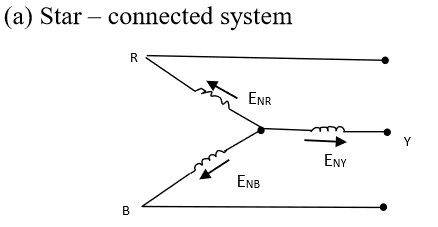 (a) Star – connected system
R
ENR
Y
ENY
ENB
B